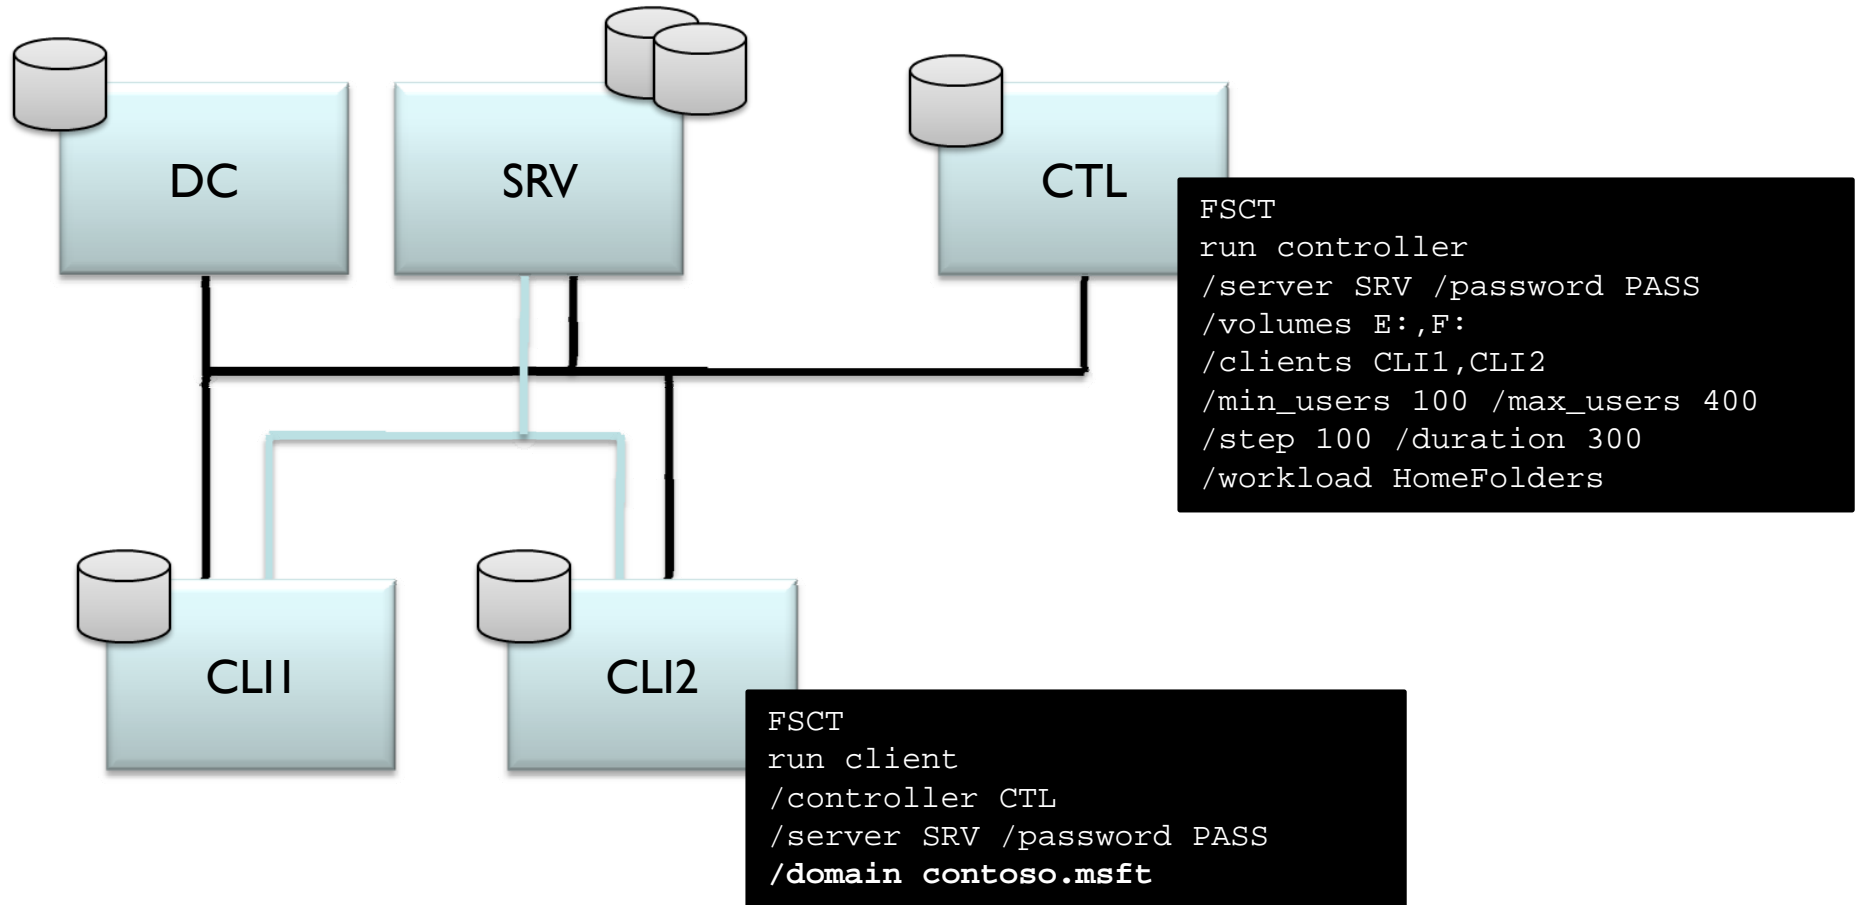 DC
SRV
CTL
FSCT
run controller
/server SRV /password PASS
/volumes E:,F:
/clients CLI1,CLI2
/min_users 100 /max_users 400
/step 100 /duration 300
/workload HomeFolders
CLI1
CLI2
FSCT
run client
/controller CTL
/server SRV /password PASS
/domain contoso.msft